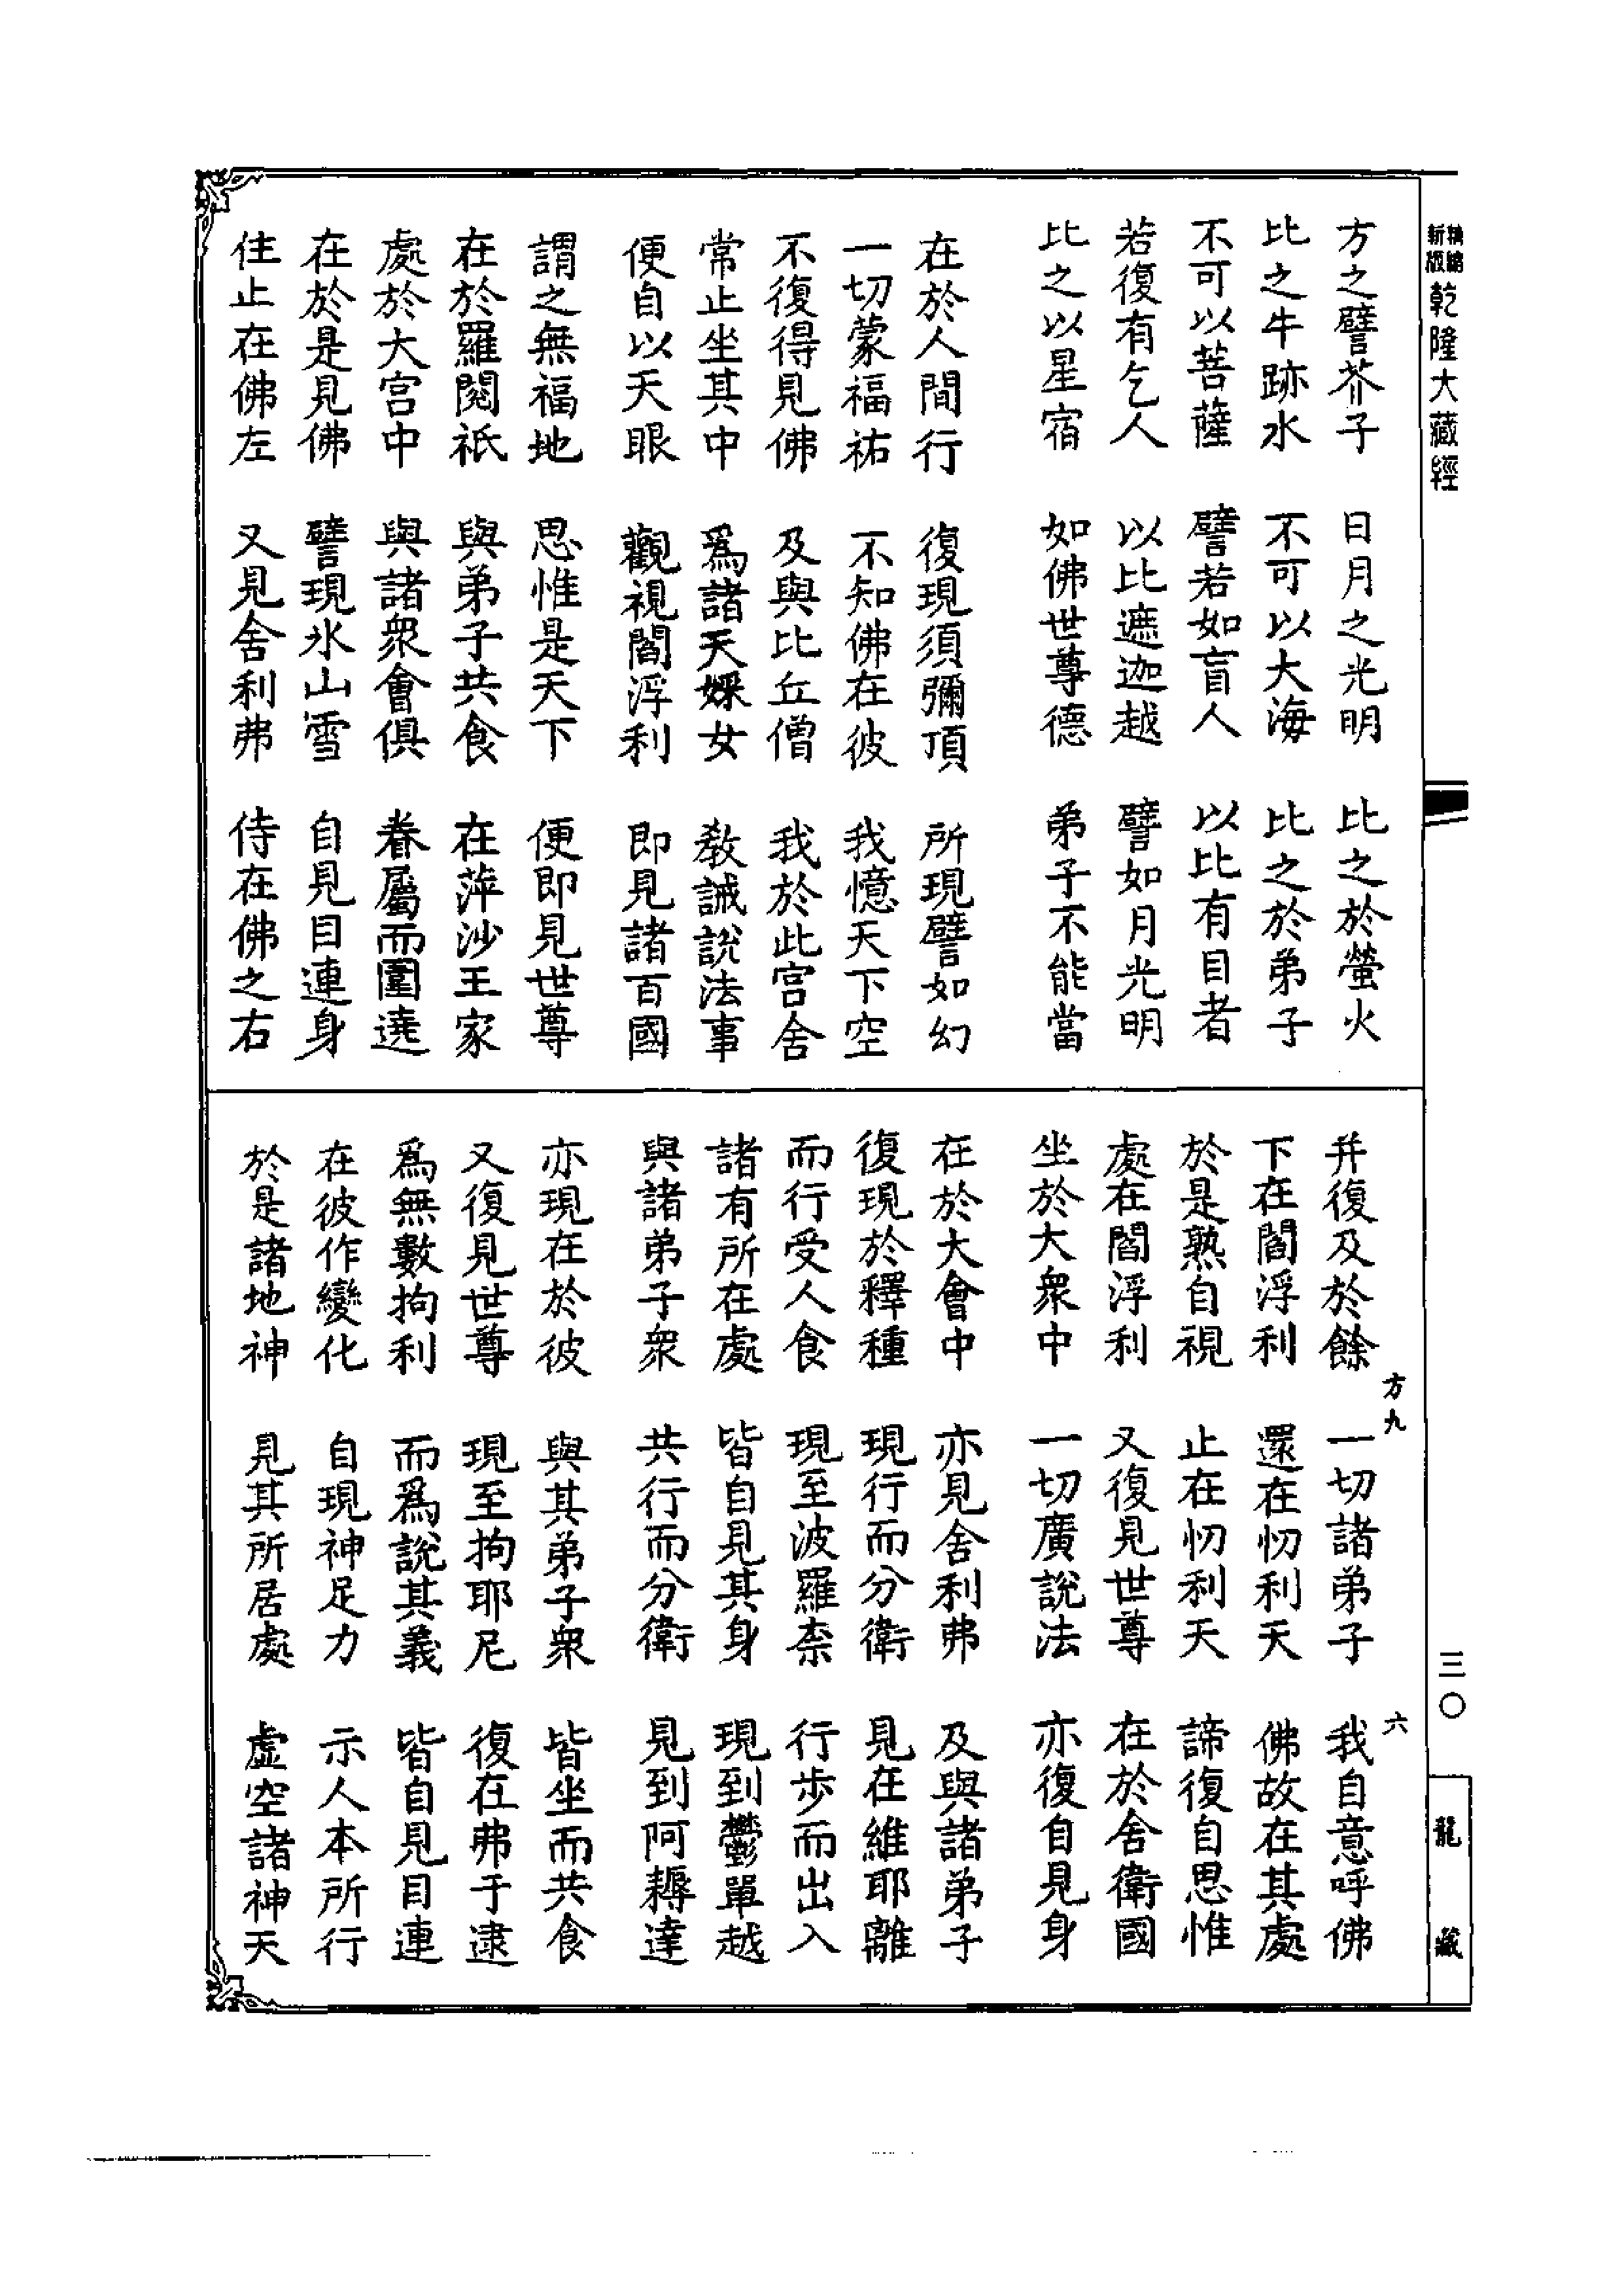 新版精縮乾隆大藏經
方之譬芥子　日月之光明　比之於螢火
比之牛跡水　不可以大海　比之於弟子
不可以菩薩　譬若如盲人　以比有目者
若復有乞人　以比遮迦越　譬如月光明
比之以星宿　如佛世尊德　弟子不能當
在於人間行　復現須彌頂　所現譬如幻
一切蒙福祐　不知佛在彼　我憶天下空
不復得見佛　及與比丘僧　我於此宮舍
常止坐其中　爲諸天婇女　教誡說法事
便自以天眼　觀視閻浮利　即見諸百國
謂之無福地　思惟是天下　便即見世尊
在於羅閱祇　與弟子共食　在蓱沙王家
處於大宮中　與諸衆會俱　眷屬而圍遶
在於是見佛　譬現氷山雪　自見目連身
住止在佛左　又見舍利弗　侍在佛之右
并復及於餘　一切諸弟子　我自意呼佛
下在閻浮利　還在忉利天　佛故在其處
於是熟自視　止在忉利天　諦復自思惟
處在閻浮利　又復見世尊　在於舍衛國
坐於大衆中　一切廣說法　亦復自見身
在於大會中　亦見舍利弗　及與諸弟子
復現於釋種　現行而分衛　見在維耶離
而行受人食　現至波羅柰　行步而出入
諸有所在處　皆自見其身　現到鬱單越
與諸弟子衆　共行而分衛　見到阿耨達
亦現在於彼　與其弟子衆　皆坐而共食
又復見世尊　現至拘耶尼　復在弗于逮
爲無數拘利　而爲說其義　皆自見目連
在彼作變化　自現神足力　示人本所行
於是諸地神　見其所居處　虛空諸神天
方九　六
三〇
龍藏